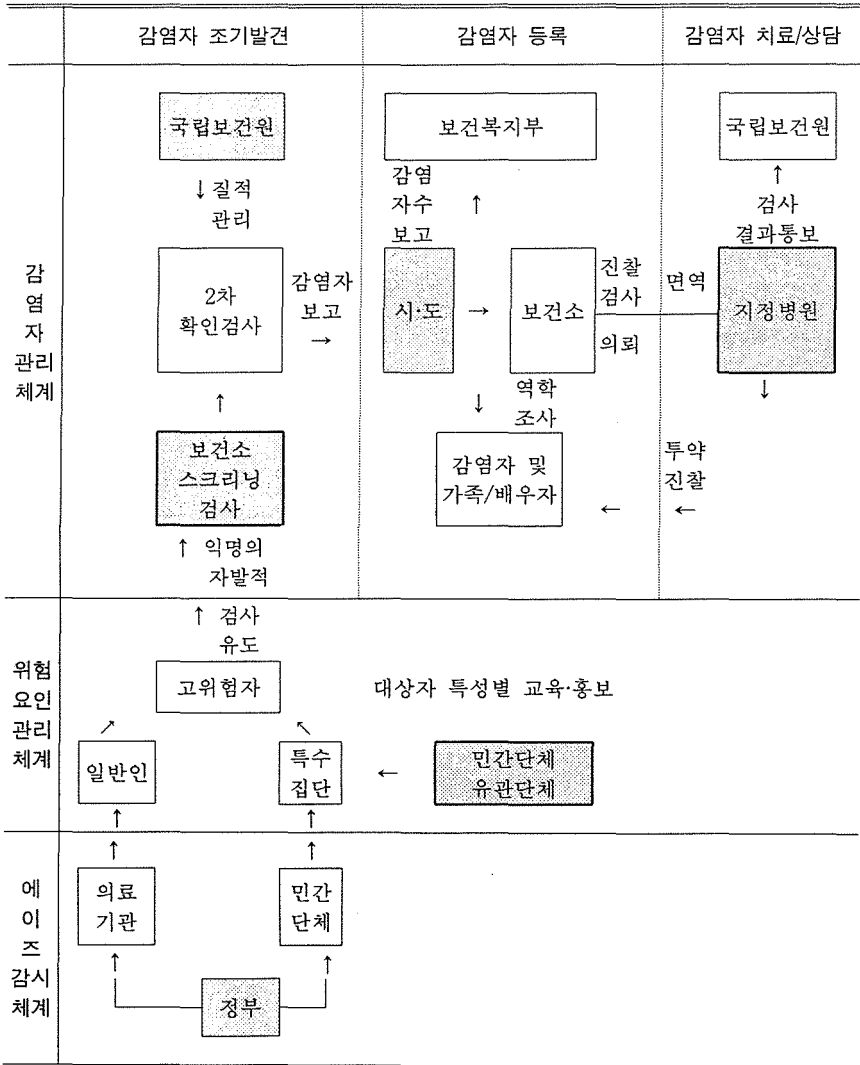 감염자 조기발견
감염자 등록
감염자 치료/상담
감
염
자
관리
체계
국립보건원
↓ 질적
관리
2차
확인검사
감염자
보고
→
↑
보건소
스크리닝
검사
↑ 익명의
자발적
보건복지부
감염
자수 ↑
보고
시·도
→
보건소
진찰
검사
의뢰
면역
↓
역학
조사
감염자 및
가족/배우자
←
국립보건원
↑
검사
결과통보
지정병원
↓
투약
진찰
←
위험
요인
관리
체계
↑ 검사
유도
고위험자
대상자 특성별 교육·홍보
↗
↖
일반인
특수
집단
←
민간단체
유관단체
↑
↑
에
이
즈
감시
체계
↑
↑
의료
기관
민간
단체
↑
↑
정부